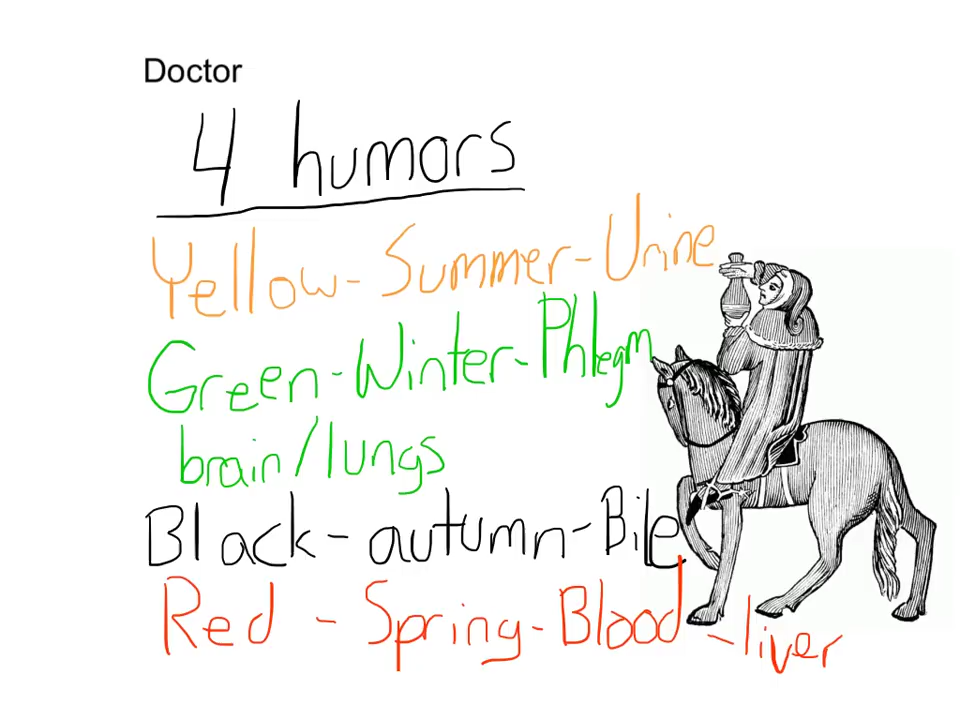 Doctor
4 humors
Yellow-Summer-Urine
Green-Winter-Phlegm
brain/lungs
Black-autumn-Bile
Red-Spring-Blood-liver